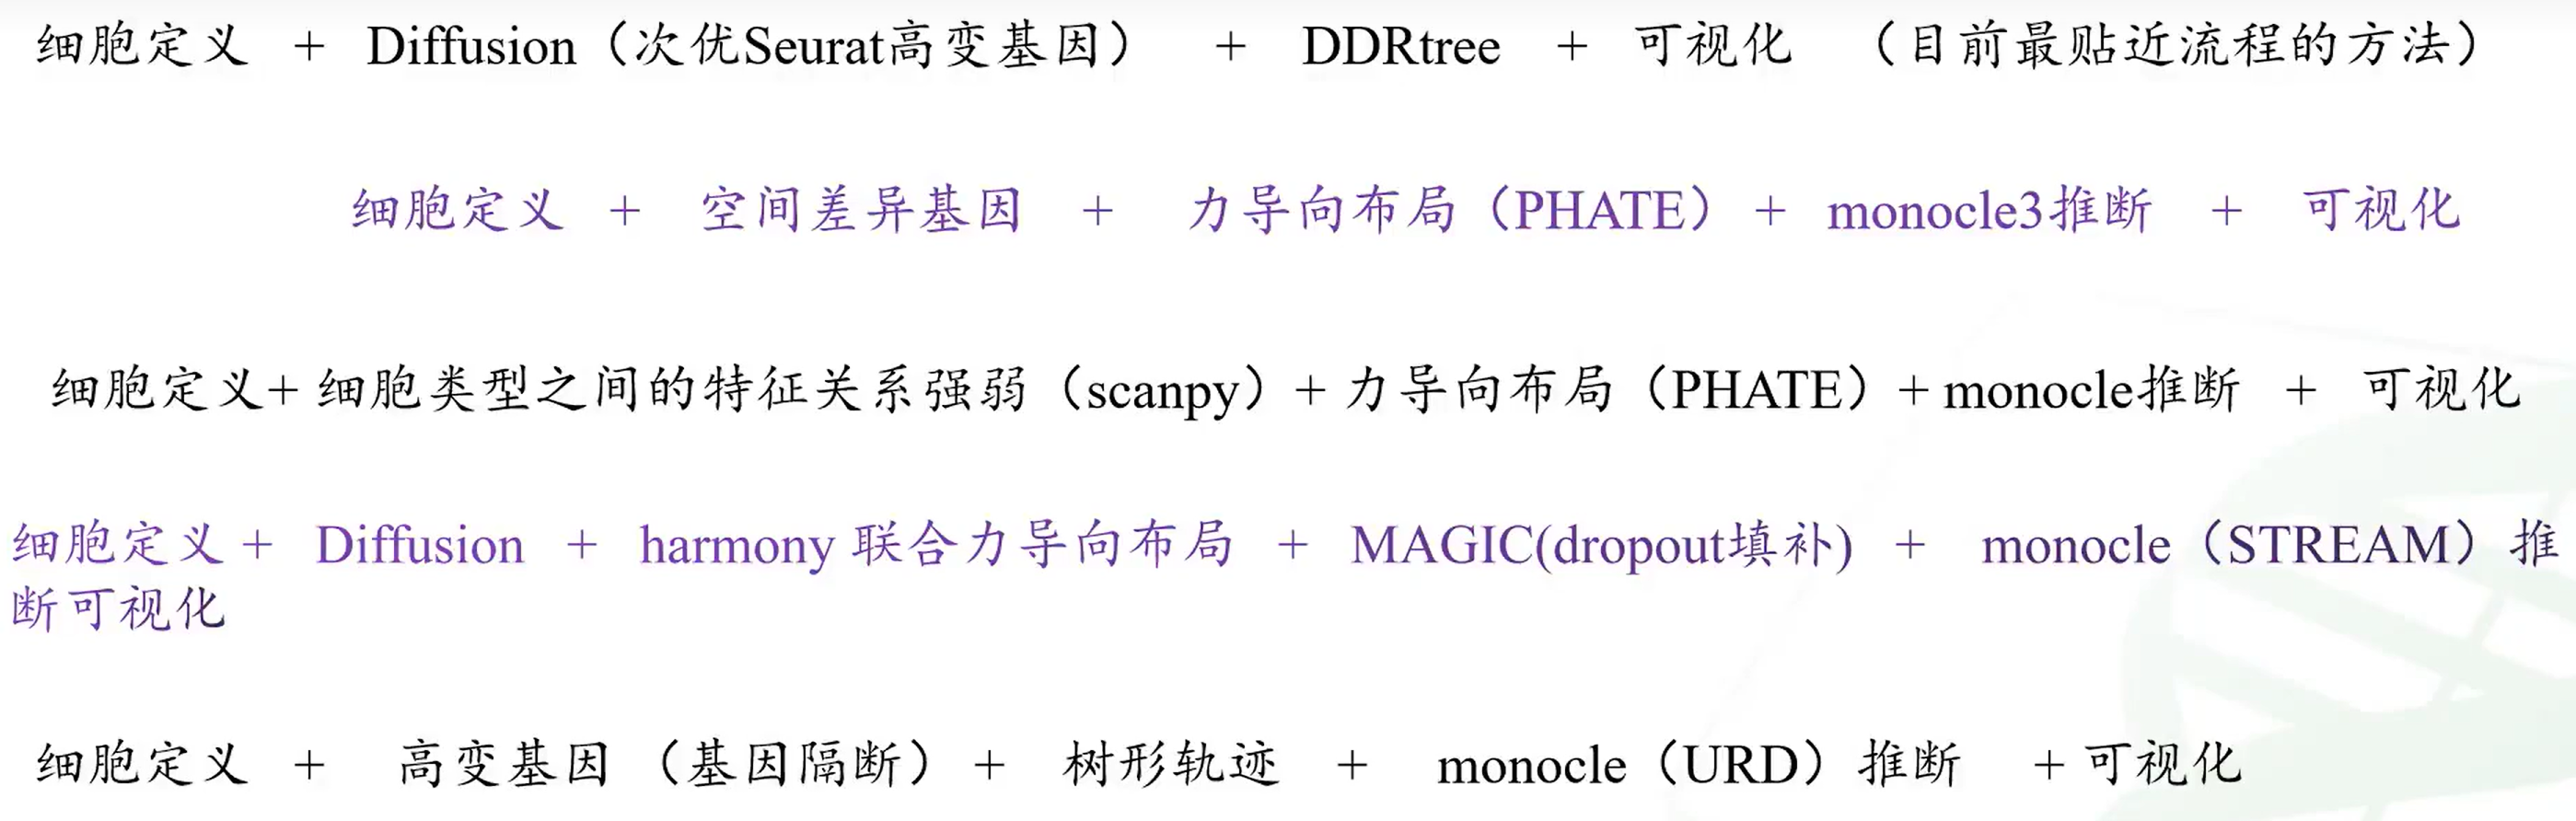 细胞定义 + Diffusion（次优Seurat高变基因） + DDRtree + 可视化 （目前最贴近流程的方法）
细胞定义 + 空间差异基因 + 力导向布局（PHATE） + monocle3推断 + 可视化
细胞定义+ 细胞类型之间的特征关系强弱（scanpy）+ 力导向布局（PHATE）+ monocle推断 + 可视化
细胞定义 + Diffusion + harmony 联合力导向布局 + MAGIC(dropout填补) + monocle（STREAM）推
断可视化
细胞定义 + 高变基因 （基因隔断） + 树形轨迹 + monocle（URD）推断 + 可视化